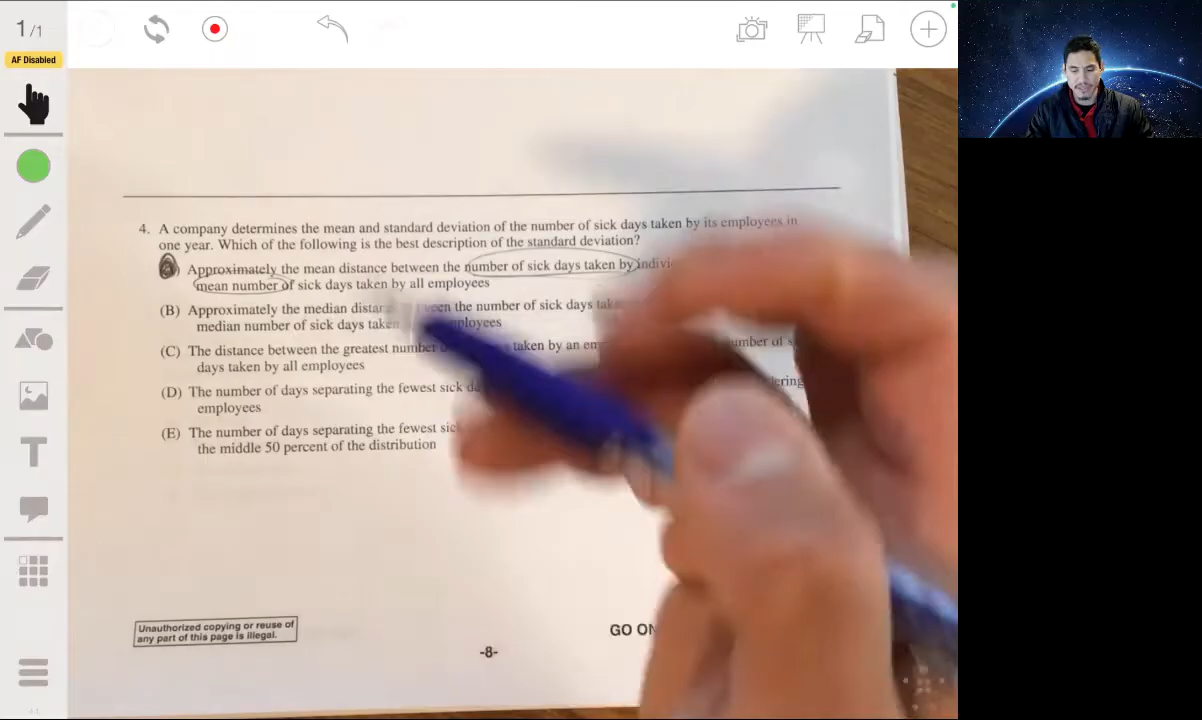 1/1
AF Disabled
4. A company determines the mean and standard deviation of the number of sick days taken by its employees in
one year. Which of the following is the best description of the standard deviation?
Approximately the mean distance between the number of sick days taken by
mean number of sick days taken by all employees
(B) Approximately the median the number of sick days
median number of sick days taken
(C) The distance between the greatest number taken by an
days taken by all employees
(D) The number of days separating the fewest sick
employees
(E) The number of days separating the fewest
the middle 50 percent of the distribution
Unauthorized copying or reuse of
any part of this page is illegal.
GO
-8-
T